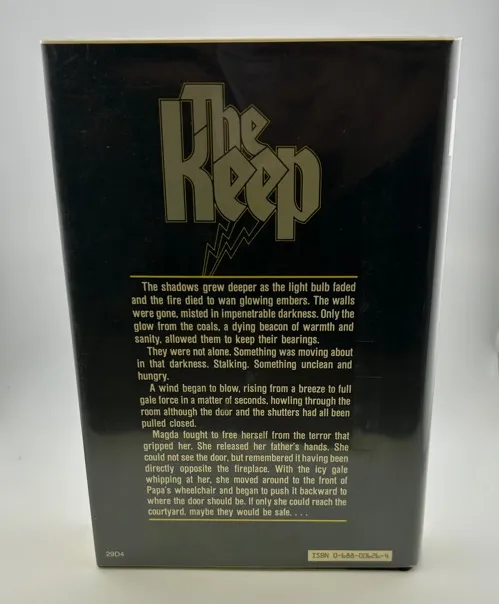 The
Keep
The shadows grew deeper as the light bulb faded
and the fire died to wan glowing embers. The walls
were gone, misted in impenetrable darkness. Only the
glow from the coals, a dying beacon of warmth and
sanity, allowed them to keep their bearings.
They were not alone. Something was moving about
in that darkness. Stalking. Something unclean and
hungry.
A wind began to blow, rising from a breeze to full
gale force in a matter of seconds, howling through the
room although the door and the shutters had all been
pulled closed.
Magda fought to free herself from the terror that
gripped her. She released her father's hands. She
could not see the door, but remembered it having been
directly opposite the fireplace. With the icy gale
whipping at her, she moved around to the front of
Papa's wheelchair and began to push it backward to
where the door should be. If only she could reach the
courtyard, maybe they would be safe. . . .
29D4
ISBN 0-688-00626-4